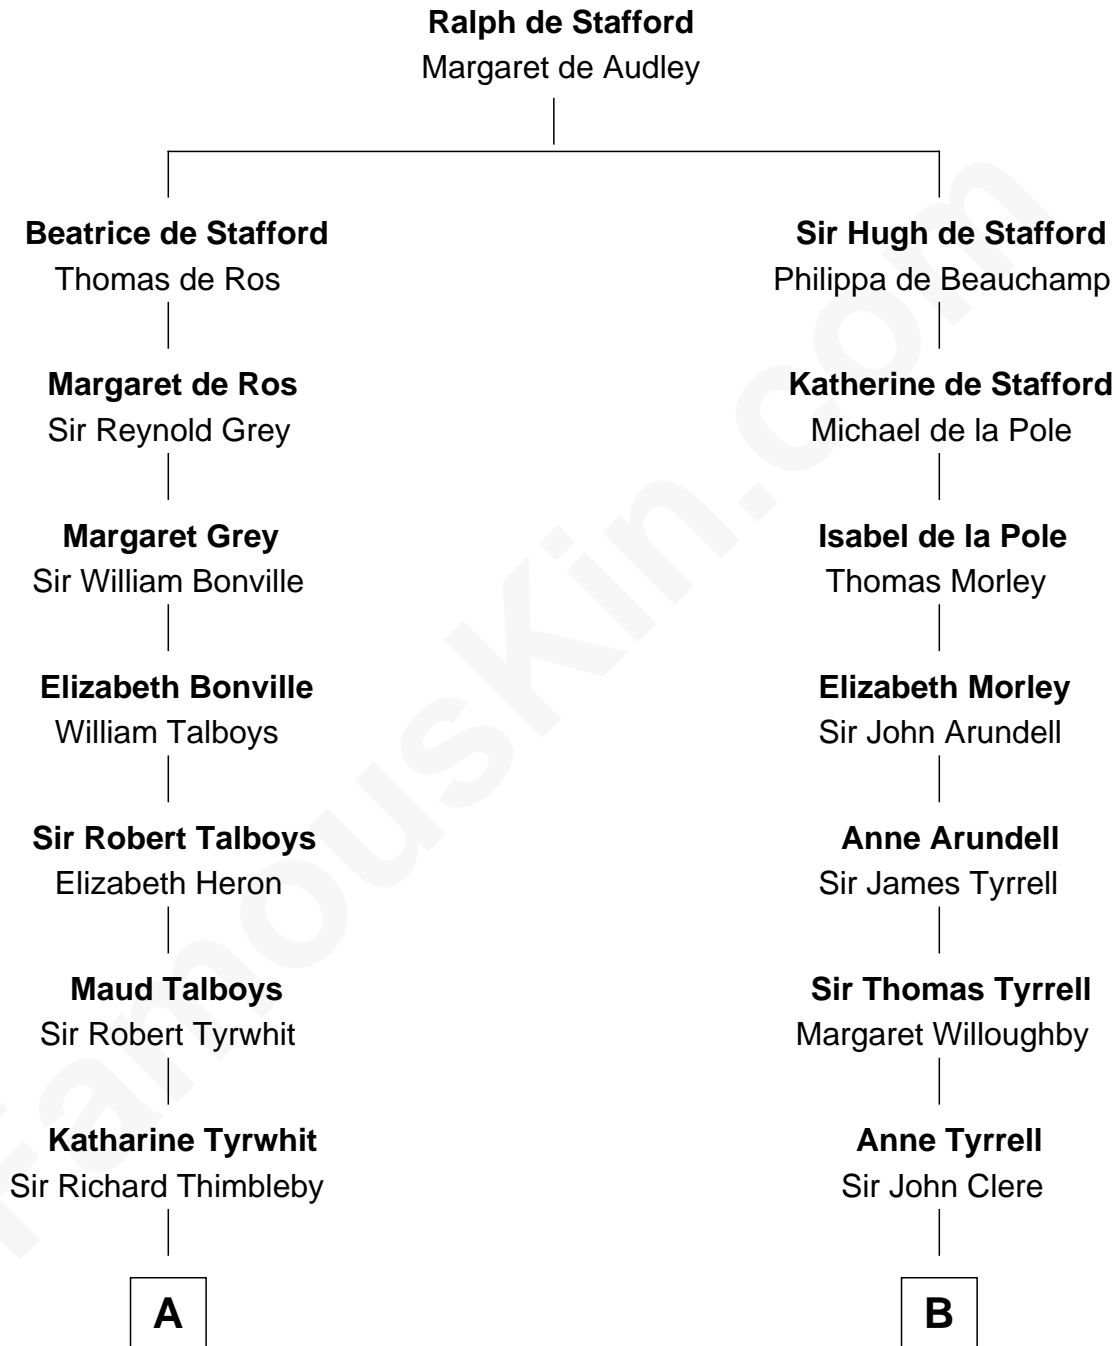 Ralph de Stafford
Margaret de Audley
Beatrice de Stafford
Thomas de Ros
Margaret de Ros
Sir Reynold Grey
Margaret Grey
Sir William Bonville
Elizabeth Bonville
William Talboys
Sir Robert Talboys
Elizabeth Heron
Maud Talboys
Sir Robert Tyrwhit
Katharine Tyrwhit
Sir Richard Thimbleby
A
Sir Hugh de Stafford
Philippa de Beauchamp
Katherine de Stafford
Michael de la Pole
Isabel de la Pole
Thomas Morley
Elizabeth Morley
Sir John Arundell
Anne Arundell
Sir James Tyrrell
Sir Thomas Tyrrell
Margaret Willoughby
Anne Tyrrell
Sir John Clere
B
FamousKin.com